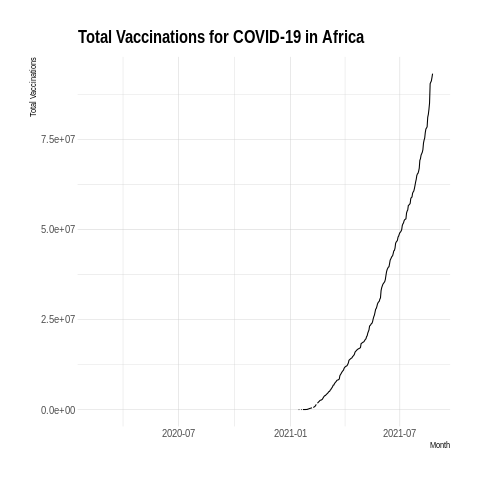 Total Vaccinations for COVID-19 in Africa
Total Vaccinations
7.5e+07
5.0e+07
2.5e+07
0.0e+00
2020-07
2021-01
2021-07
Month